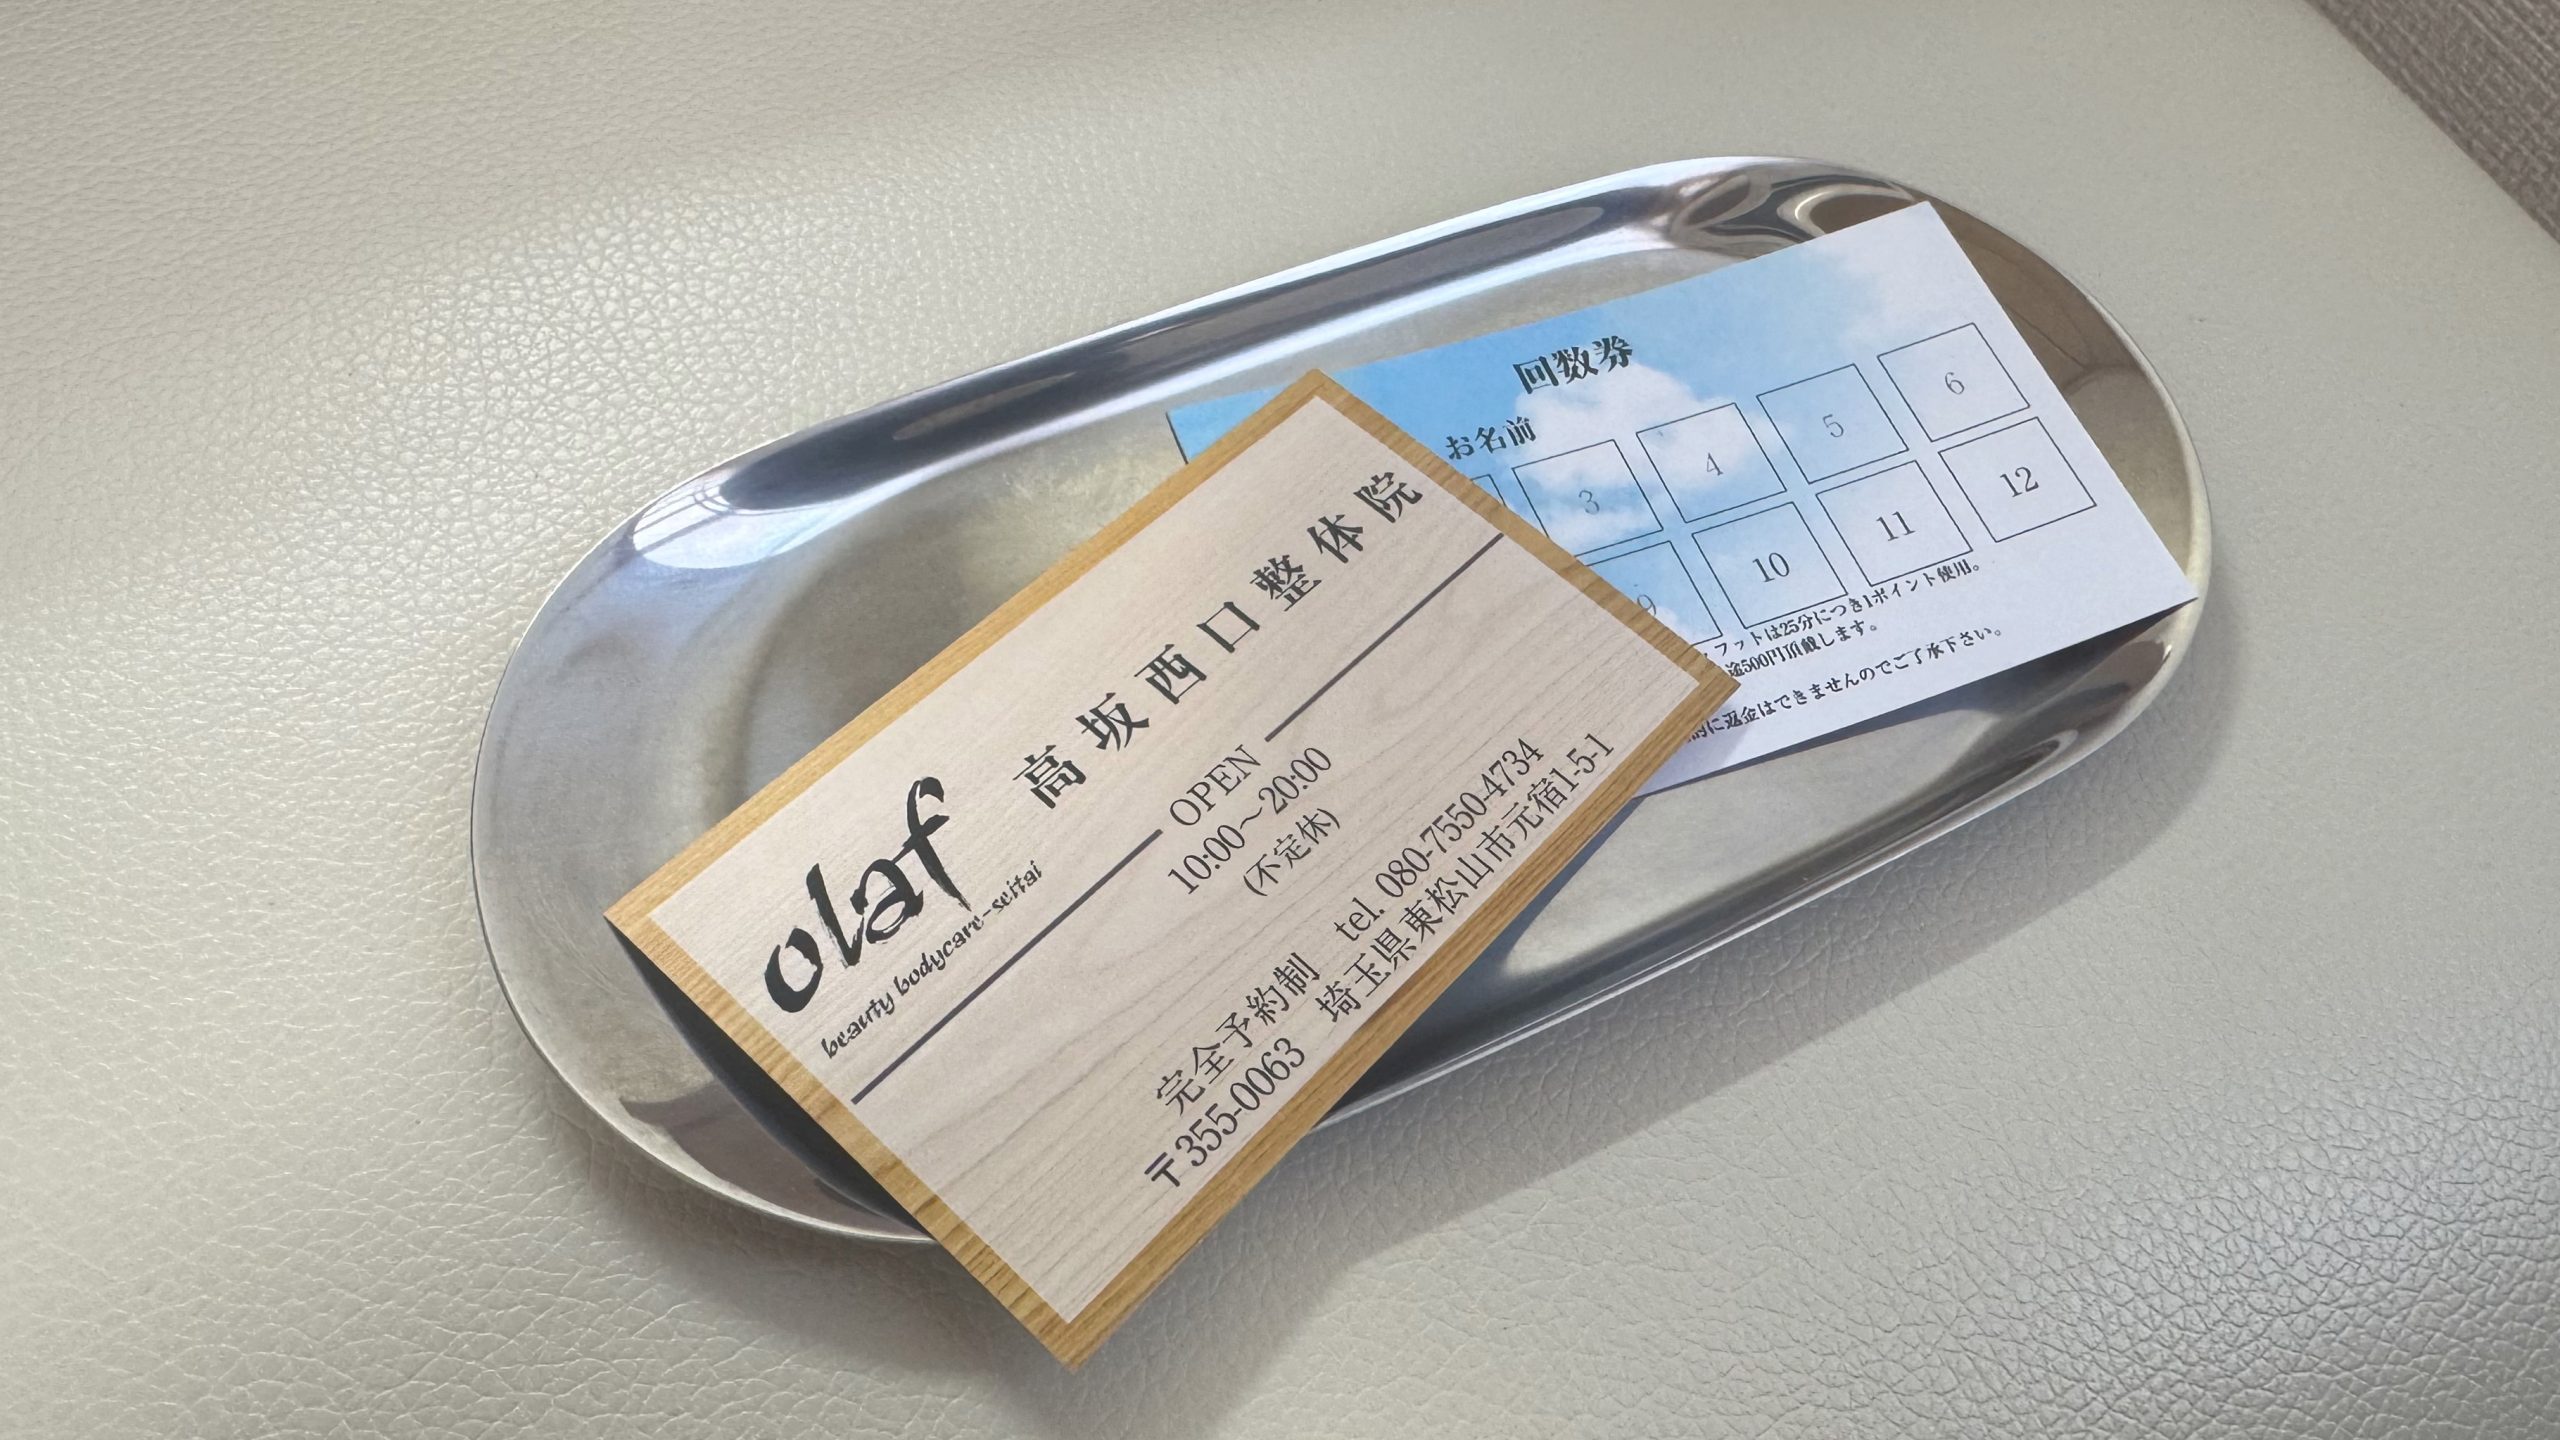 olaf
beauty bodycare-seitai
高坂西口整体院
OPEN
10:00～20:00
(不定休)
完全予約制 tel. 080-7550-4734
〒355-0063 埼玉県東松山市元宿1-5-1
回数券
お名前
3 4 5 6
9 10 11 12
フットは25分につき1ポイント使用。
途500円頂戴します。
に返金はできませんのでご了承下さい。